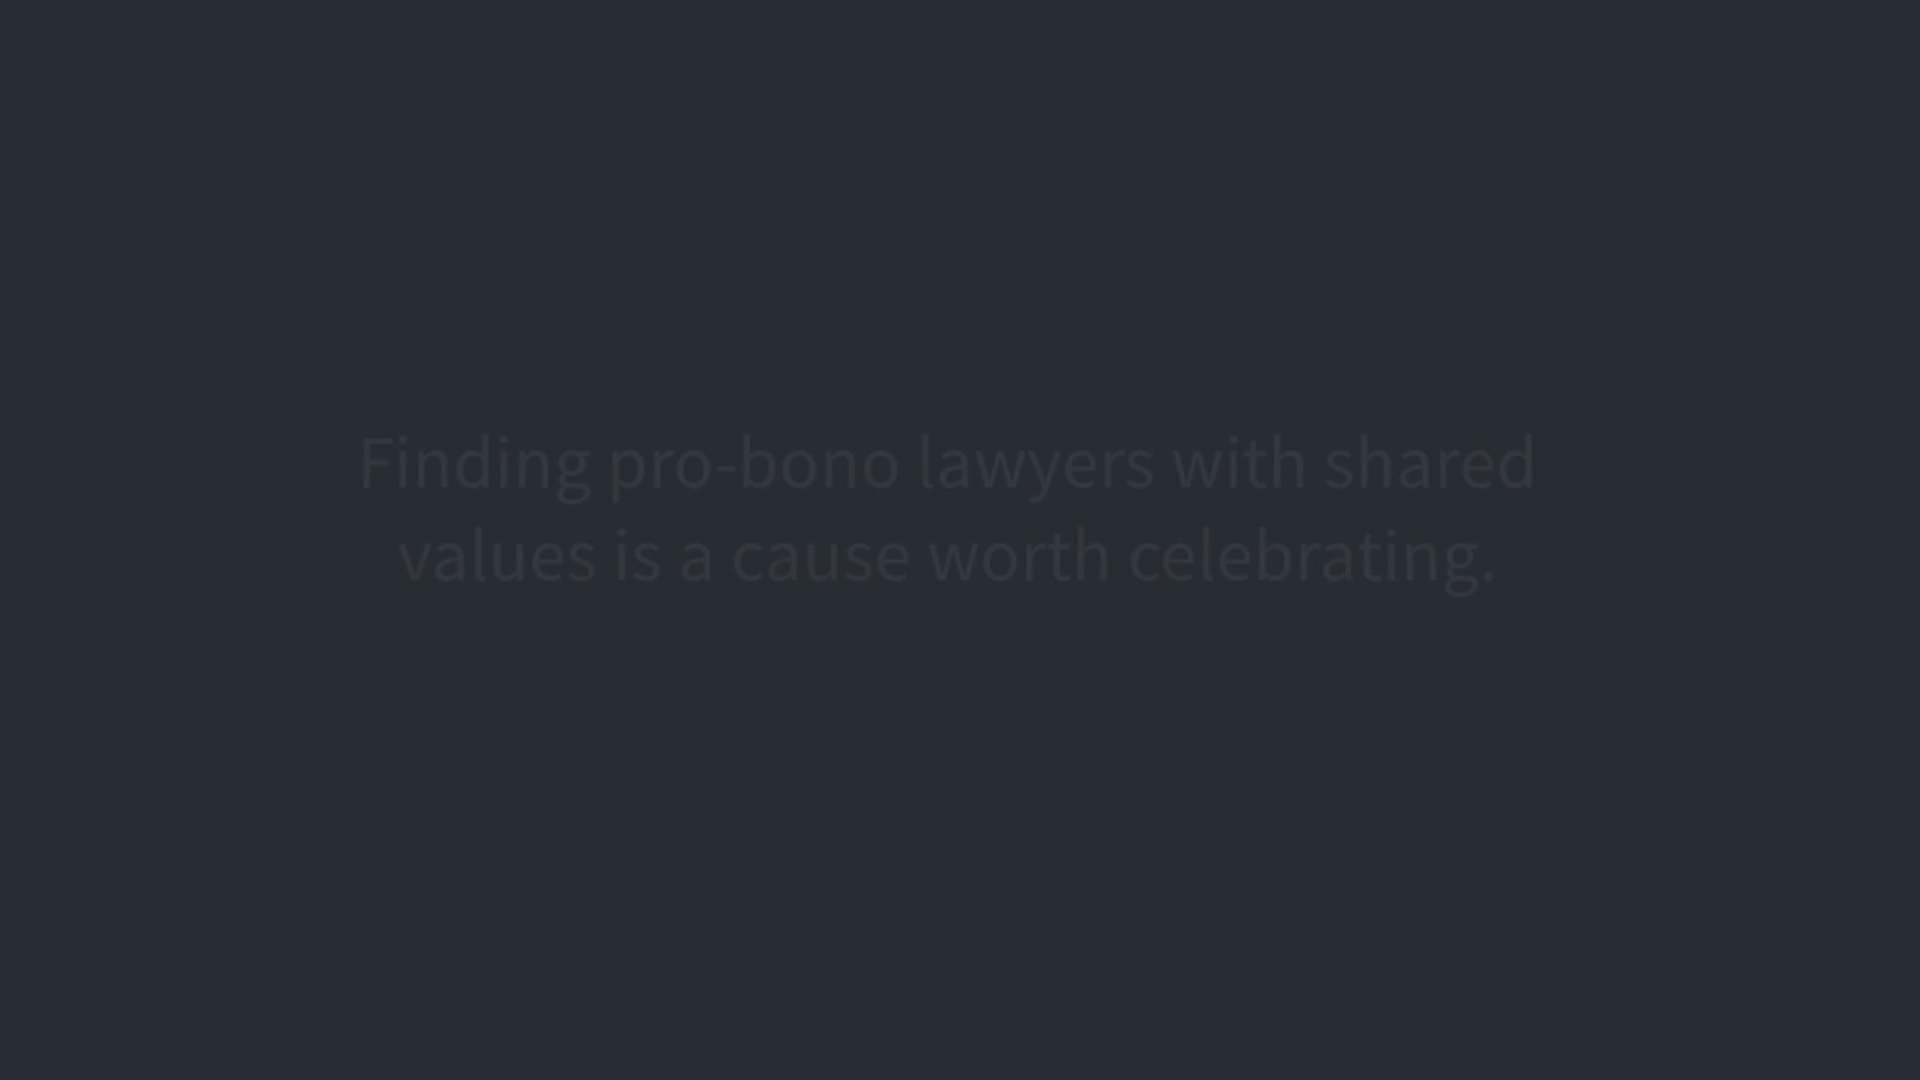 Finding pro-bono lawyers with shared
values is a cause worth celebrating.